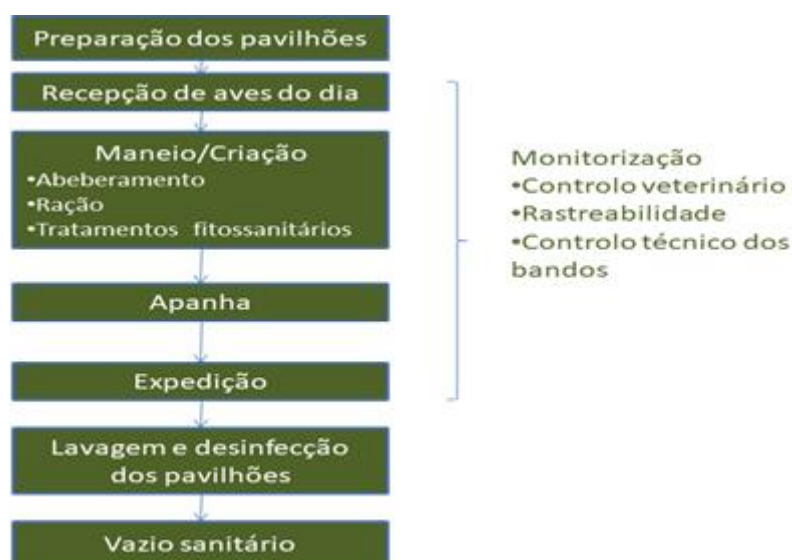 Preparação dos pavilhões
Recepção de aves do dia
Maneio/Criação
•Abeberamento
•Ração
•Tratamentos fitossanitários
Apanha
Expedição
Lavagem e desinfecção
dos pavilhões
Vazio sanitário
Monitorização
•Controlo veterinário
•Rastreabilidade
•Controlo técnico dos
bandos